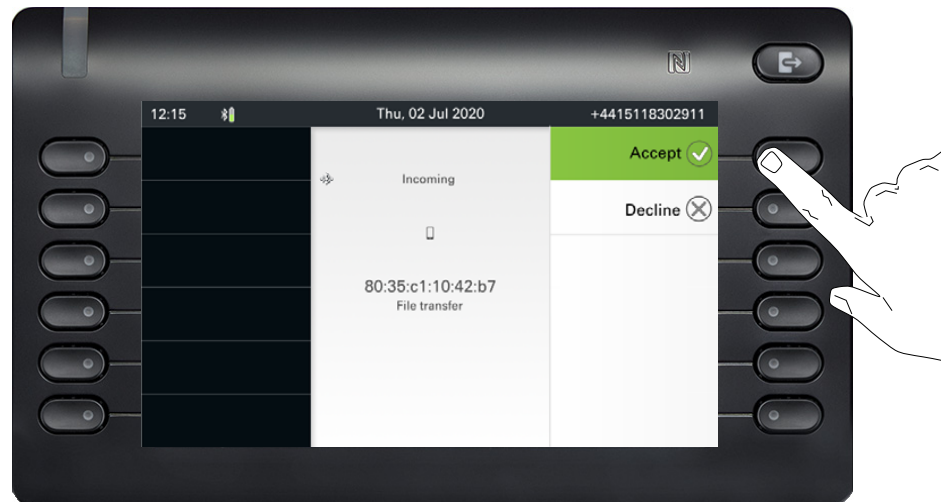 12:15
Thu, 02 Jul 2020
+4415118302911
Accept
Incoming
Decline
80:35:c1:10:42:b7
File transfer